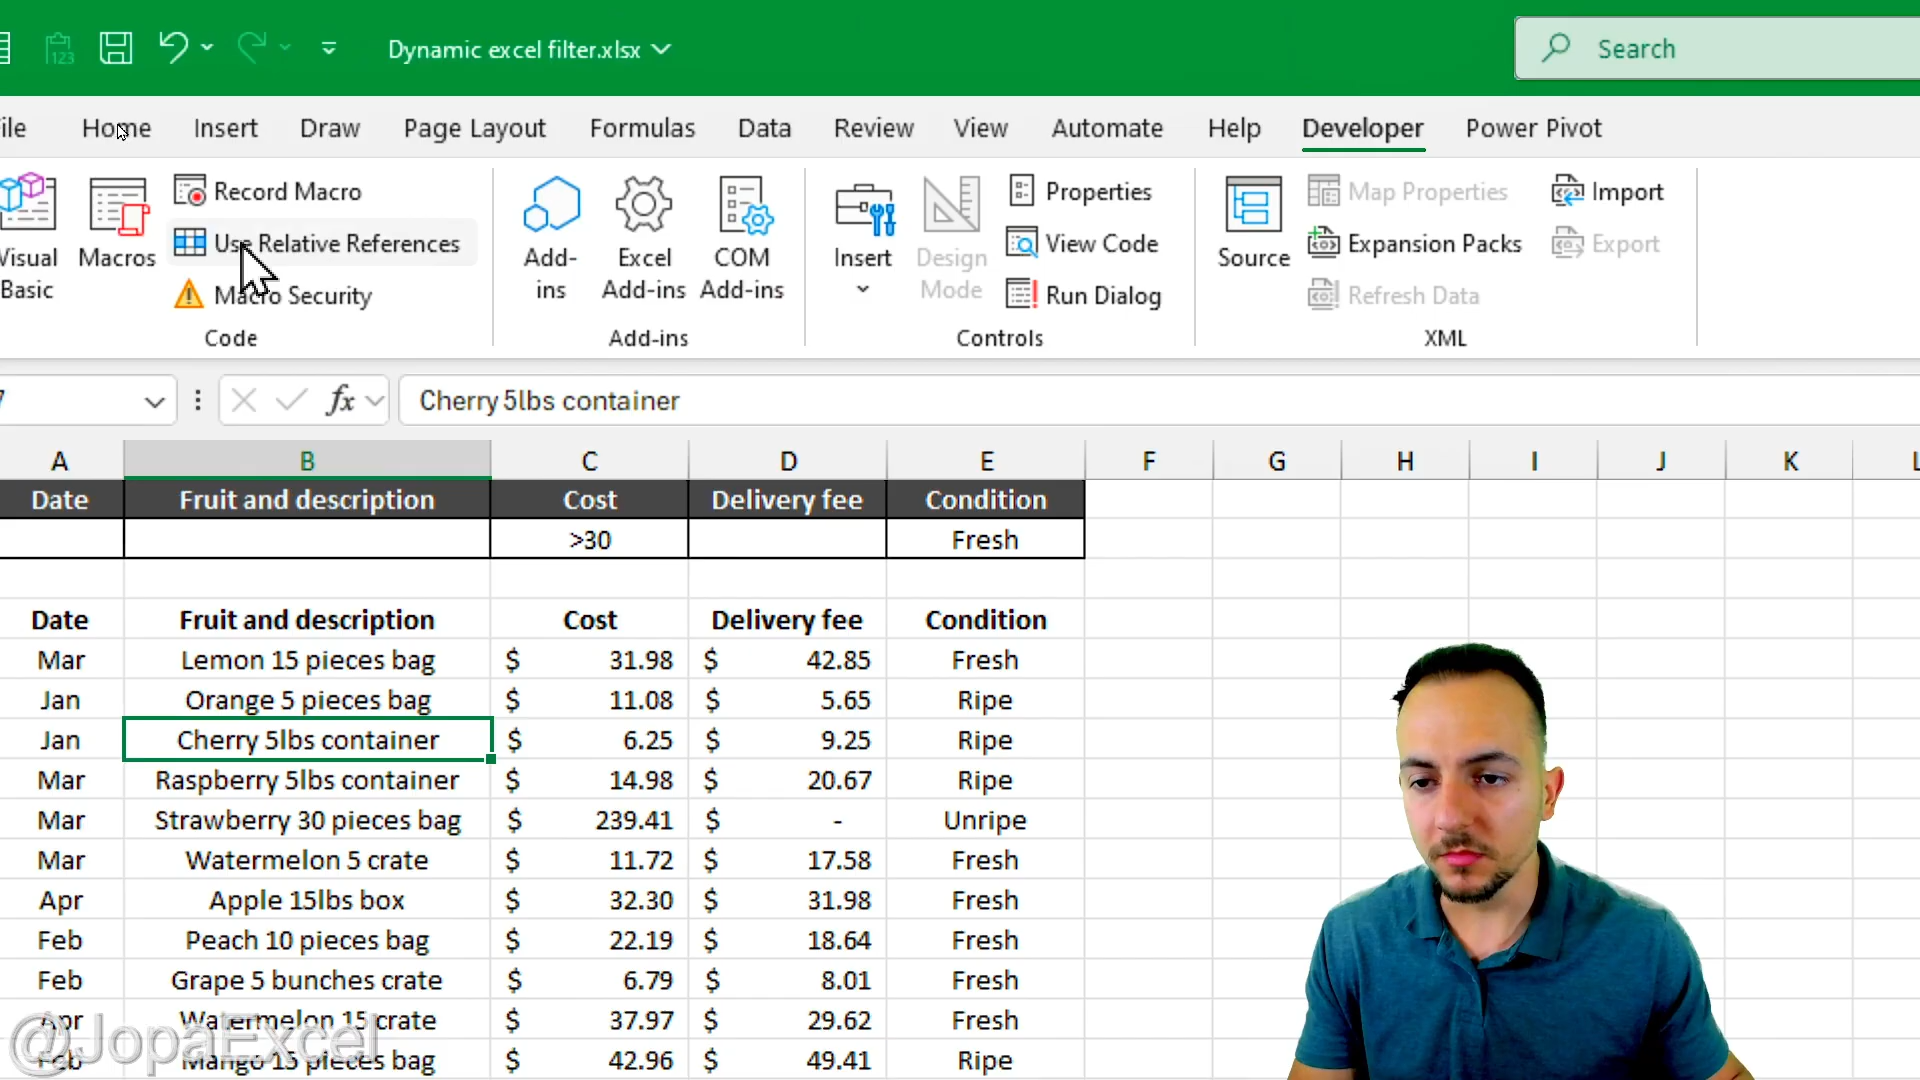 123
Dynamic excel filter.xlsx
Search
ile Home Insert Draw Page Layout Formulas Data Review View Automate Help Developer Power Pivot
Visual Basic
Macros
Record Macro
Use Relative References
Macro Security
Code
Add-ins
Excel Add-ins
COM Add-ins
Add-ins
Insert
Design Mode
Properties
View Code
Run Dialog
Controls
Source
Map Properties
Expansion Packs
Refresh Data
Import
Export
XML
7 fx Cherry 5lbs container
A B C D E F G H I J K L
Date Fruit and description Cost Delivery fee Condition
>30 Fresh
Date Fruit and description Cost Delivery fee Condition
Mar Lemon 15 pieces bag $ 31.98 $ 42.85 Fresh
Jan Orange 5 pieces bag $ 11.08 $ 5.65 Ripe
Jan Cherry 5lbs container $ 6.25 $ 9.25 Ripe
Mar Raspberry 5lbs container $ 14.98 $ 20.67 Ripe
Mar Strawberry 30 pieces bag $ 239.41 $ - Unripe
Mar Watermelon 5 crate $ 11.72 $ 17.58 Fresh
Apr Apple 15lbs box $ 32.30 $ 31.98 Fresh
Feb Peach 10 pieces bag $ 22.19 $ 18.64 Fresh
Feb Grape 5 bunches crate $ 6.79 $ 8.01 Fresh
Apr Watermelon 15 crate $ 37.97 $ 29.62 Fresh
Feb Mango 15 pieces bag $ 42.96 $ 49.41 Ripe
@JopaExcel